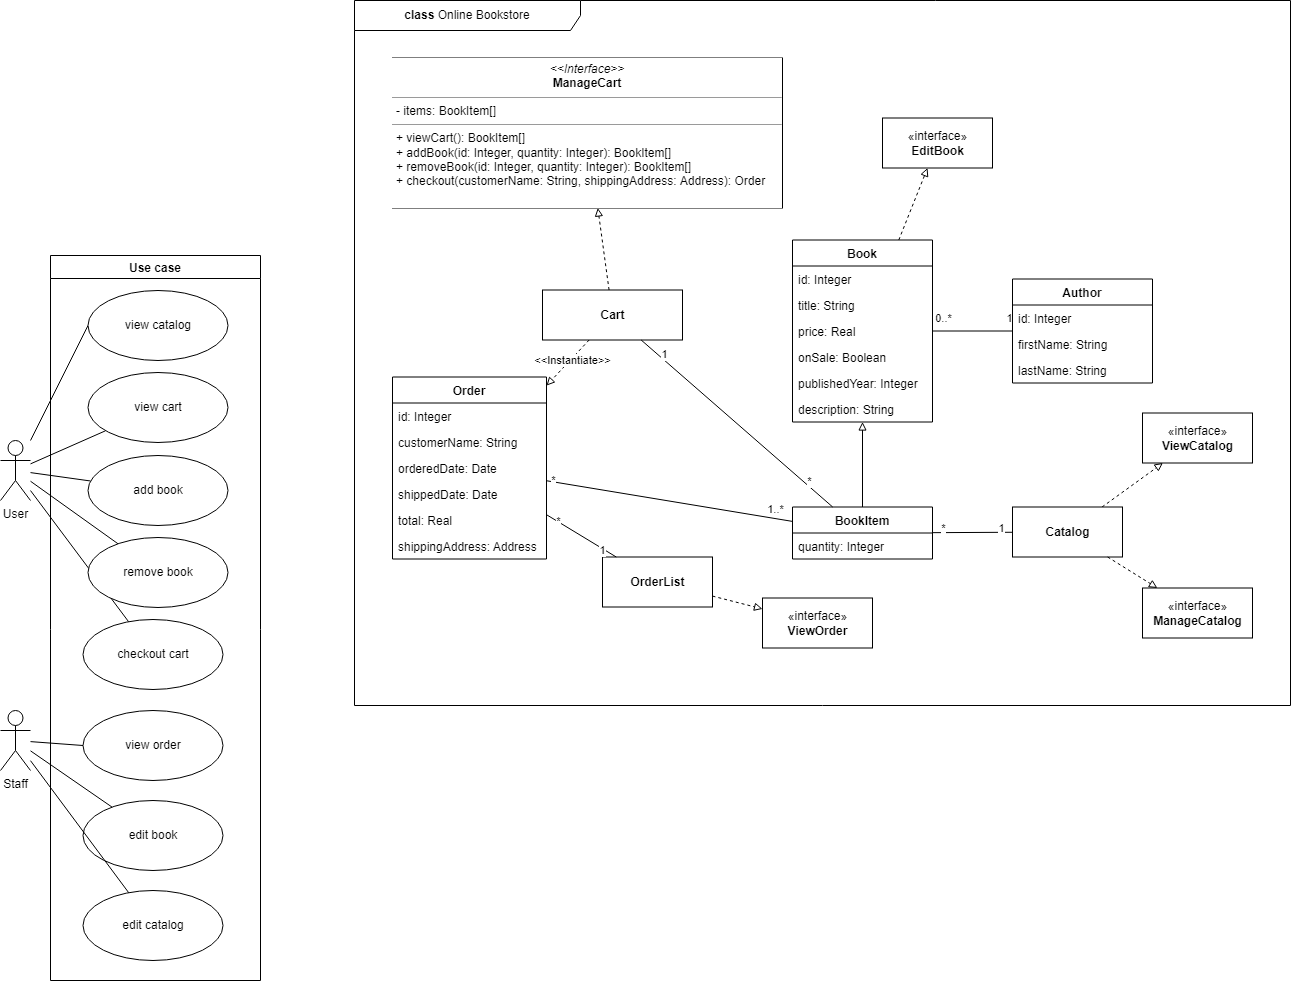 class Online Bookstore
<<Interface>>
ManageCart
- items: BookItem[]
+ viewCart(): BookItem[]
+ addBook(id: Integer, quantity: Integer): BookItem[]
+ removeBook(id: Integer, quantity: Integer): BookItem[]
+ checkout(customerName: String, shippingAddress: Address): Order
«interface»
EditBook
Book
id: Integer
title: String
price: Real
onSale: Boolean
publishedYear: Integer
description: String
0..*
1
Author
id: Integer
firstName: String
lastName: String
Cart
<<Instantiate>>
1
*
Order
id: Integer
customerName: String
orderedDate: Date
shippedDate: Date
total: Real
shippingAddress: Address
*
1..*
*
1
BookItem
quantity: Integer
*
1
Catalog
«interface»
ViewCatalog
«interface»
ManageCatalog
OrderList
«interface»
ViewOrder
Use case
view catalog
view cart
add book
remove book
checkout cart
view order
edit book
edit catalog
User
Staff